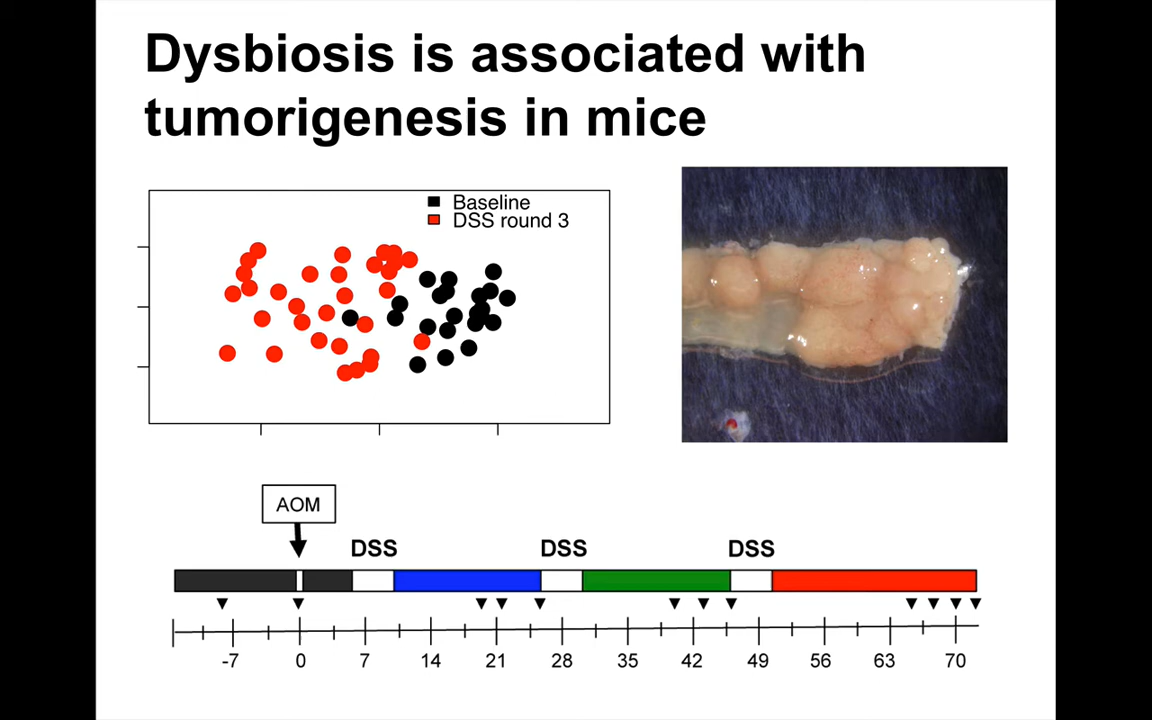 Dysbiosis is associated with
tumorigenesis in mice
Baseline
DSS round 3
AOM
DSS DSS DSS
-7 0 7 14 21 28 35 42 49 56 63 70